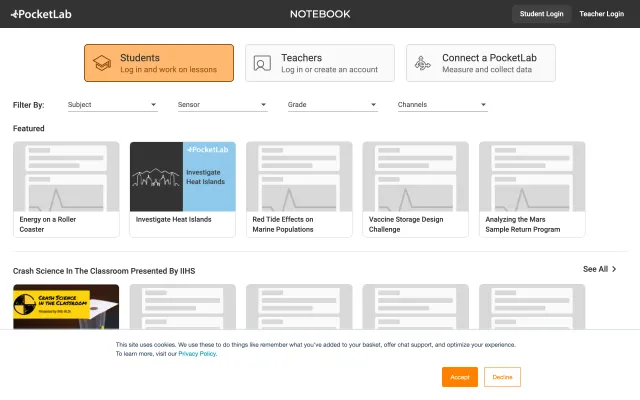 PocketLab
NOTEBOOK
Student Login
Teacher Login
Students
Log in and work on lessons
Teachers
Log in or create an account
Connect a PocketLab
Measure and collect data
Filter By:
Subject
Sensor
Grade
Channels
Featured
PocketLab
Investigate
Heat Islands
Energy on a Roller
Coaster
Investigate Heat Islands
Red Tide Effects on
Marine Populations
Vaccine Storage Design
Challenge
Analyzing the Mars
Sample Return Program
Crash Science In The Classroom Presented By IIHS
See All
Crash Science
in the Classroom
This site uses cookies. We use these to do things like remember what you've added to your basket, offer chat support, and optimize your experience.
To learn more, visit our Privacy Policy.
Accept
Decline